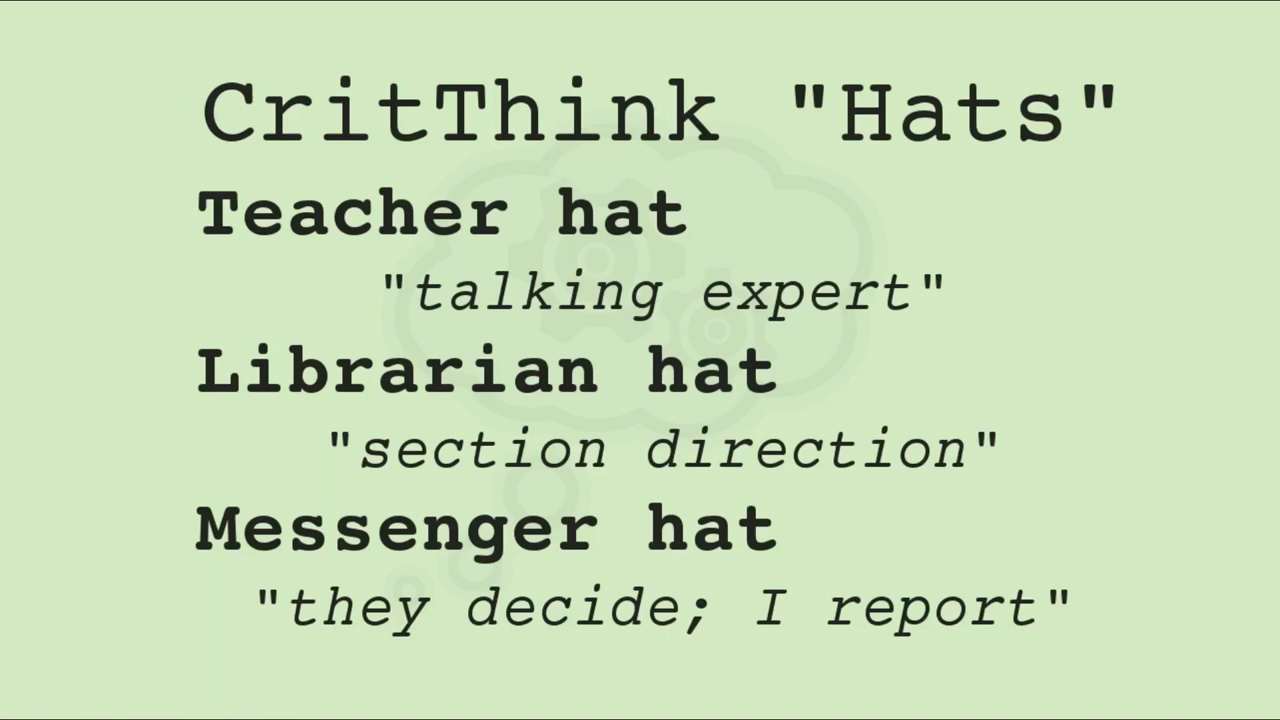 CritThink "Hats"
Teacher hat
"talking expert"
Librarian hat
"section direction"
Messenger hat
"they decide; I report"